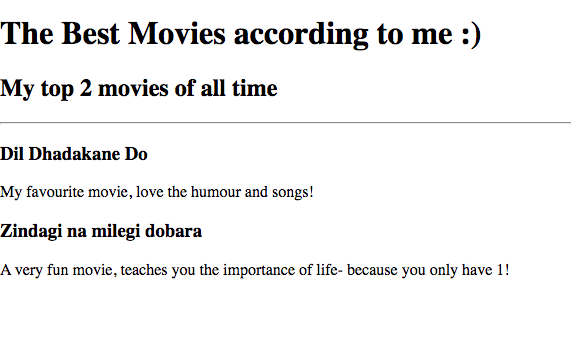 The Best Movies according to me :)
My top 2 movies of all time
Dil Dhadakane Do
My favourite movie, love the humour and songs!
Zindagi na milegi dobara
A very fun movie, teaches you the importance of life- because you only have 1!